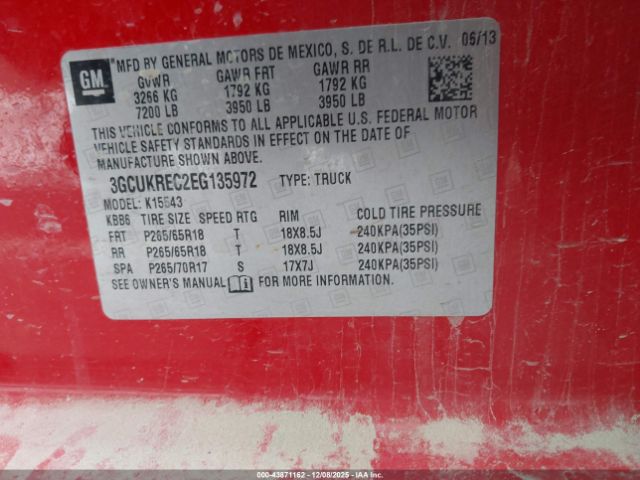 GM
MFD BY GENERAL MOTORS DE MEXICO, S. DE R.L. DE C.V. 06/13
GVWR GAWR FRT GAWR RR
3266 KG 1792 KG 1792 KG
7200 LB 3950 LB 3950 LB
THIS VEHICLE CONFORMS TO ALL APPLICABLE U.S. FEDERAL MOTOR
VEHICLE SAFETY STANDARDS IN EFFECT ON THE DATE OF
MANUFACTURE SHOWN ABOVE.
3GCUKREC2EG135972 TYPE: TRUCK
MODEL: K15543
KBB6 TIRE SIZE SPEED RTG RIM COLD TIRE PRESSURE
FRT P265/65R18 T 18X8.5J 240KPA(35PSI)
RR P265/65R18 T 18X8.5J 240KPA(35PSI)
SPA P265/70R17 S 17X7J 240KPA(35PSI)
SEE OWNER'S MANUAL FOR MORE INFORMATION.
000-43871162 - 12/08/2025 - IAAI.com